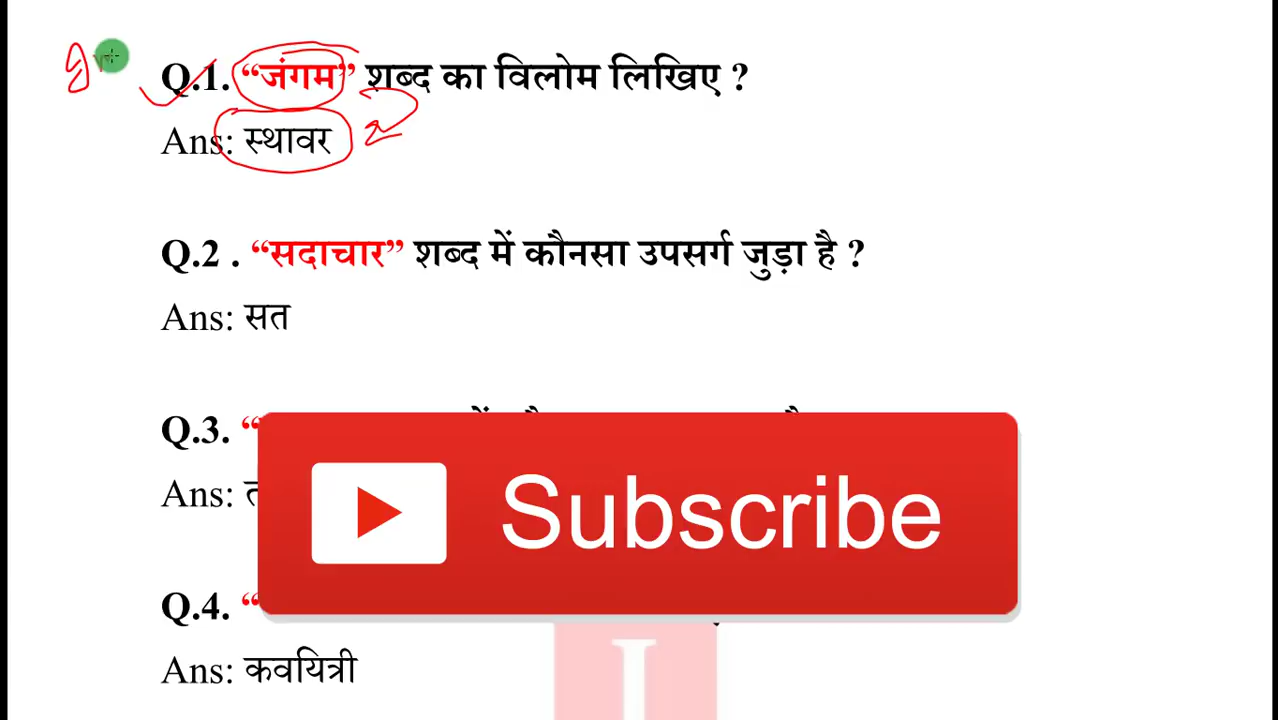 Q.1. “जंगम” शब्द का विलोम लिखिए ?
Ans: स्थावर
Q.2 . “सदाचार” शब्द में कौनसा उपसर्ग जुड़ा है ?
Ans: सत
Q.3. “
Ans:
Subscribe
Q.4. “
Ans: कवयित्री